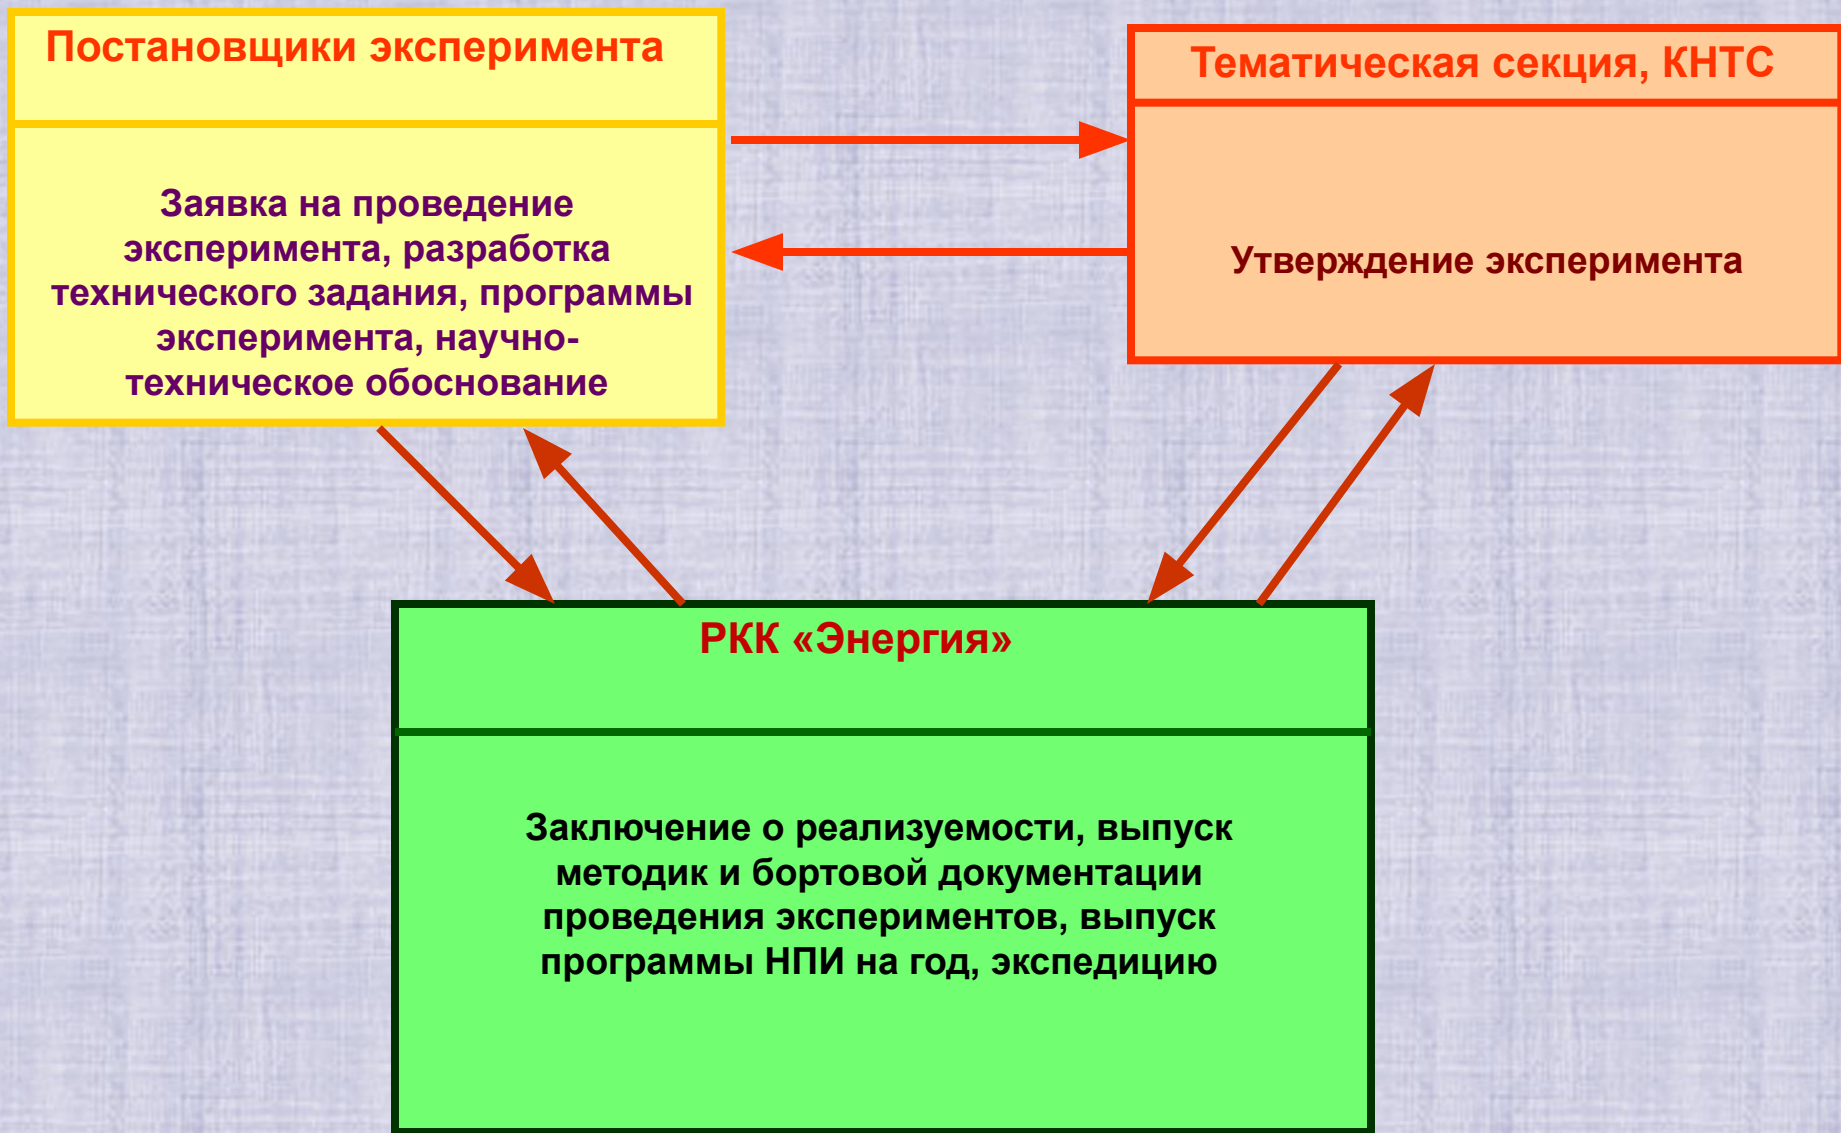 Постановщики эксперимента
Заявка на проведение
эксперимента, разработка
технического задания, программы
эксперимента, научно-
техническое обоснование
Тематическая секция, КНТС
Утверждение эксперимента
РКК «Энергия»
Заключение о реализуемости, выпуск
методик и бортовой документации
проведения экспериментов, выпуск
программы НПИ на год, экспедицию